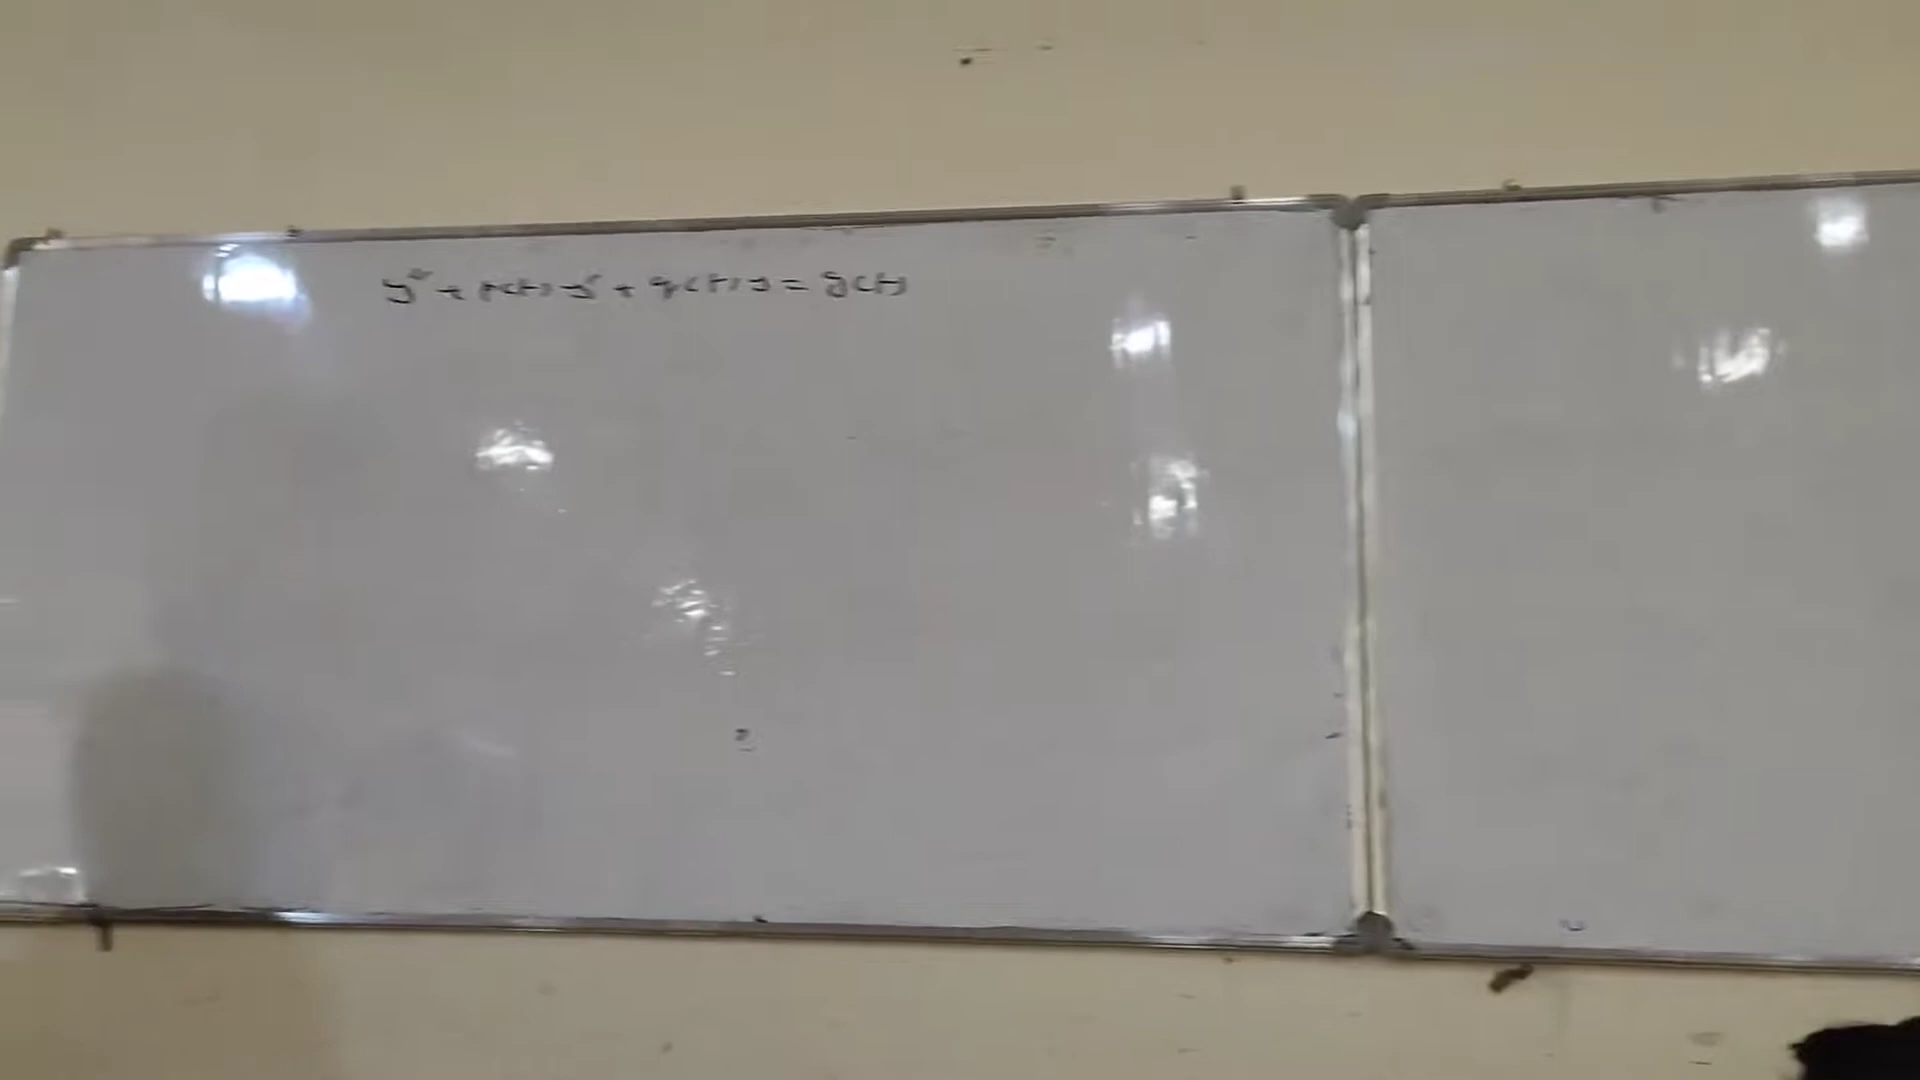 y'' + p(t) y' + q(t) y = g(t)